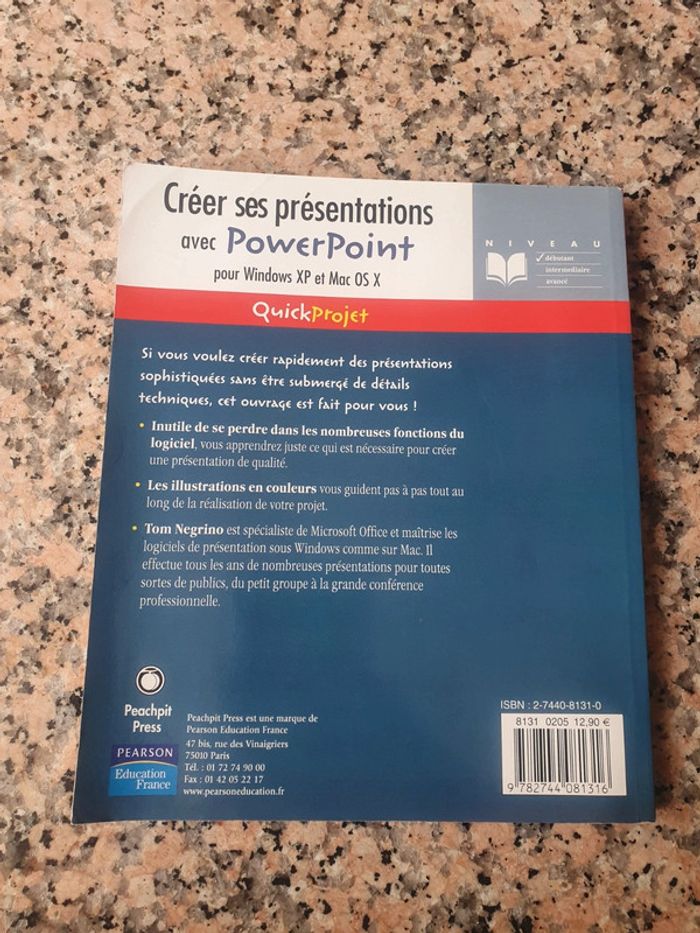 Créer ses présentations
avec PowerPoint
pour Windows XP et Mac OS X
NIVEAU
✓ débutant
intermédiaire
avancé
Quickprojet
Si vous voulez créer rapidement des présentations
sophistiquées sans être submergé de détails
techniques, cet ouvrage est fait pour vous !
• Inutile de se perdre dans les nombreuses fonctions du
logiciel, vous apprendrez juste ce qui est nécessaire pour créer
une présentation de qualité.
• Les illustrations en couleurs vous guident pas à pas tout au
long de la réalisation de votre projet.
• Tom Negrino est spécialiste de Microsoft Office et maîtrise les
logiciels de présentation sous Windows comme sur Mac. Il
effectue tous les ans de nombreuses présentations pour toutes
sortes de publics, du petit groupe à la grande conférence
professionnelle.
Peachpit
Press
PEARSON
Education
France
Peachpit Press est une marque de
Pearson Education France
47 bis, rue des Vinaigriers
75010 Paris
Tél. : 01 72 74 90 00
Fax : 01 42 05 22 17
www.pearsoneducation.fr
ISBN : 2-7440-8131-0
8131 0205 12,90 €
9 782744 081316